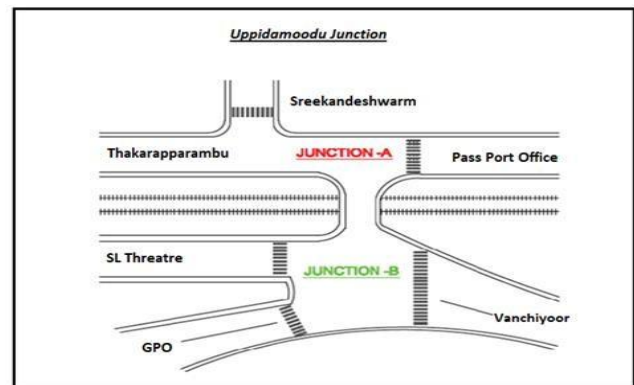 Uppidamoodu Junction
Sreekandeshwarm
Thakarapparambu
JUNCTION -A
Pass Port Office
SL Threatre
JUNCTION -B
Vanchiyoor
GPO